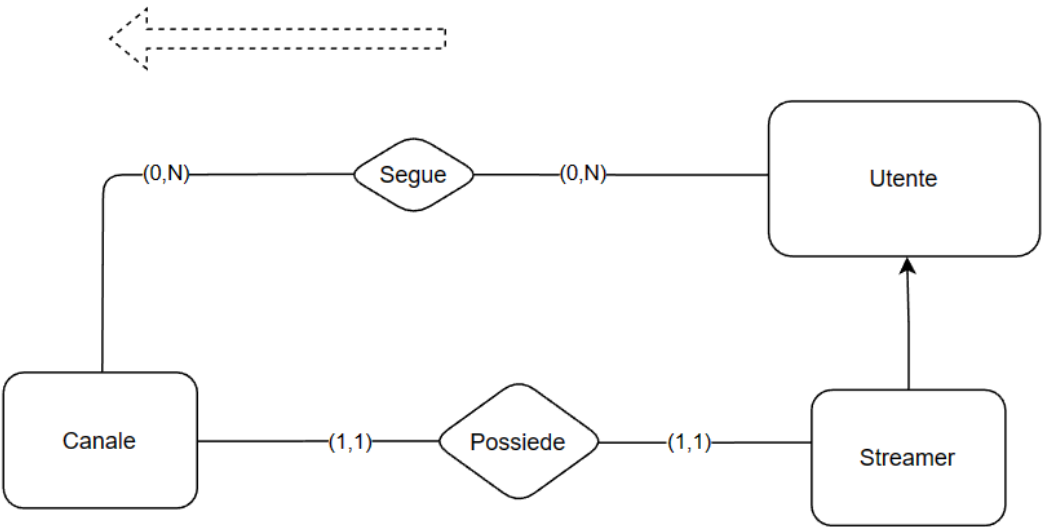 (0,N)
Segue
(0,N)
Utente
Canale
(1,1)
Possiede
(1,1)
Streamer